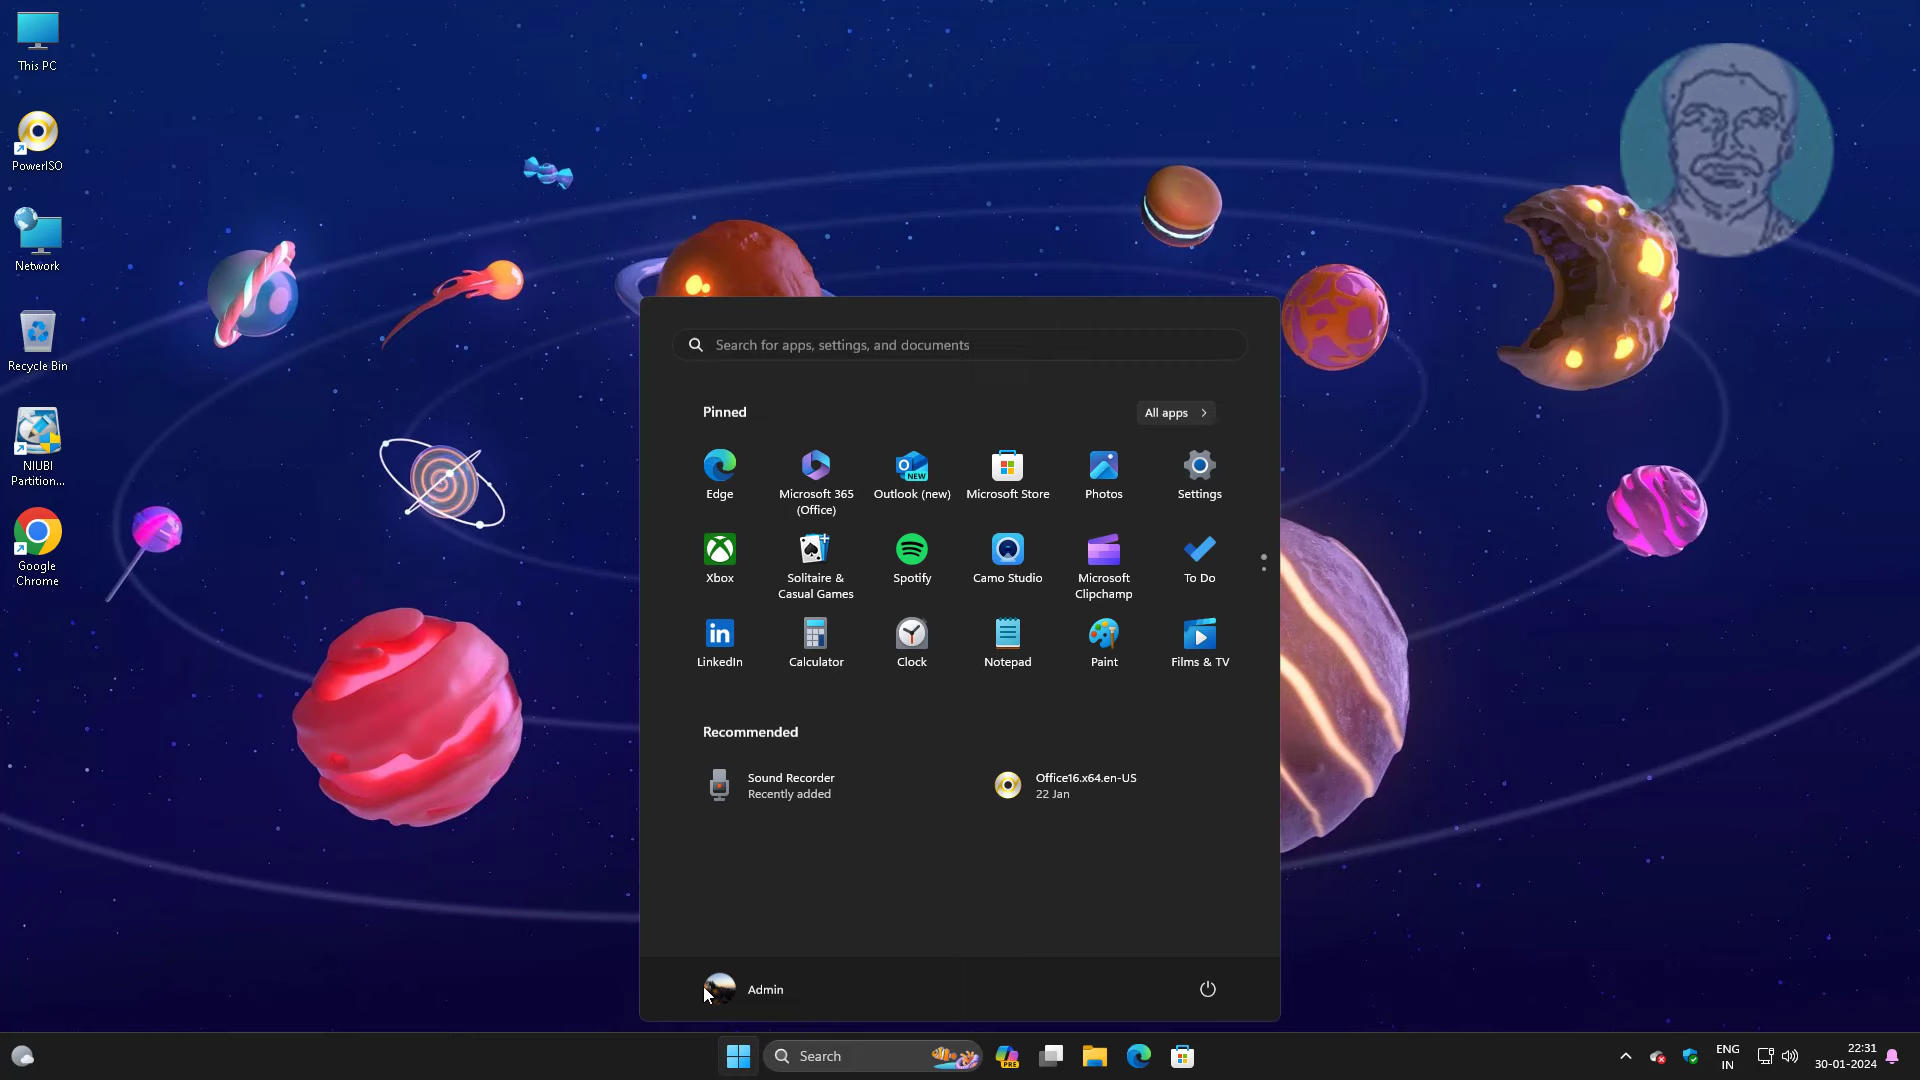 This PC
PowerISO
Network
Recycle Bin
NIUBI
Partition...
Google
Chrome
Search for apps, settings, and documents
Pinned
All apps
Edge
Microsoft 365
(Office)
Outlook (new)
NEW
Microsoft Store
Photos
Settings
Xbox
Solitaire &
Casual Games
Spotify
Camo Studio
Microsoft
Clipchamp
To Do
in
LinkedIn
Calculator
Clock
Notepad
Paint
Films & TV
Recommended
Sound Recorder
Recently added
Office16.x64.en-US
22 Jan
Admin
Search
PRE
ENG
IN
22:31
30-01-2024